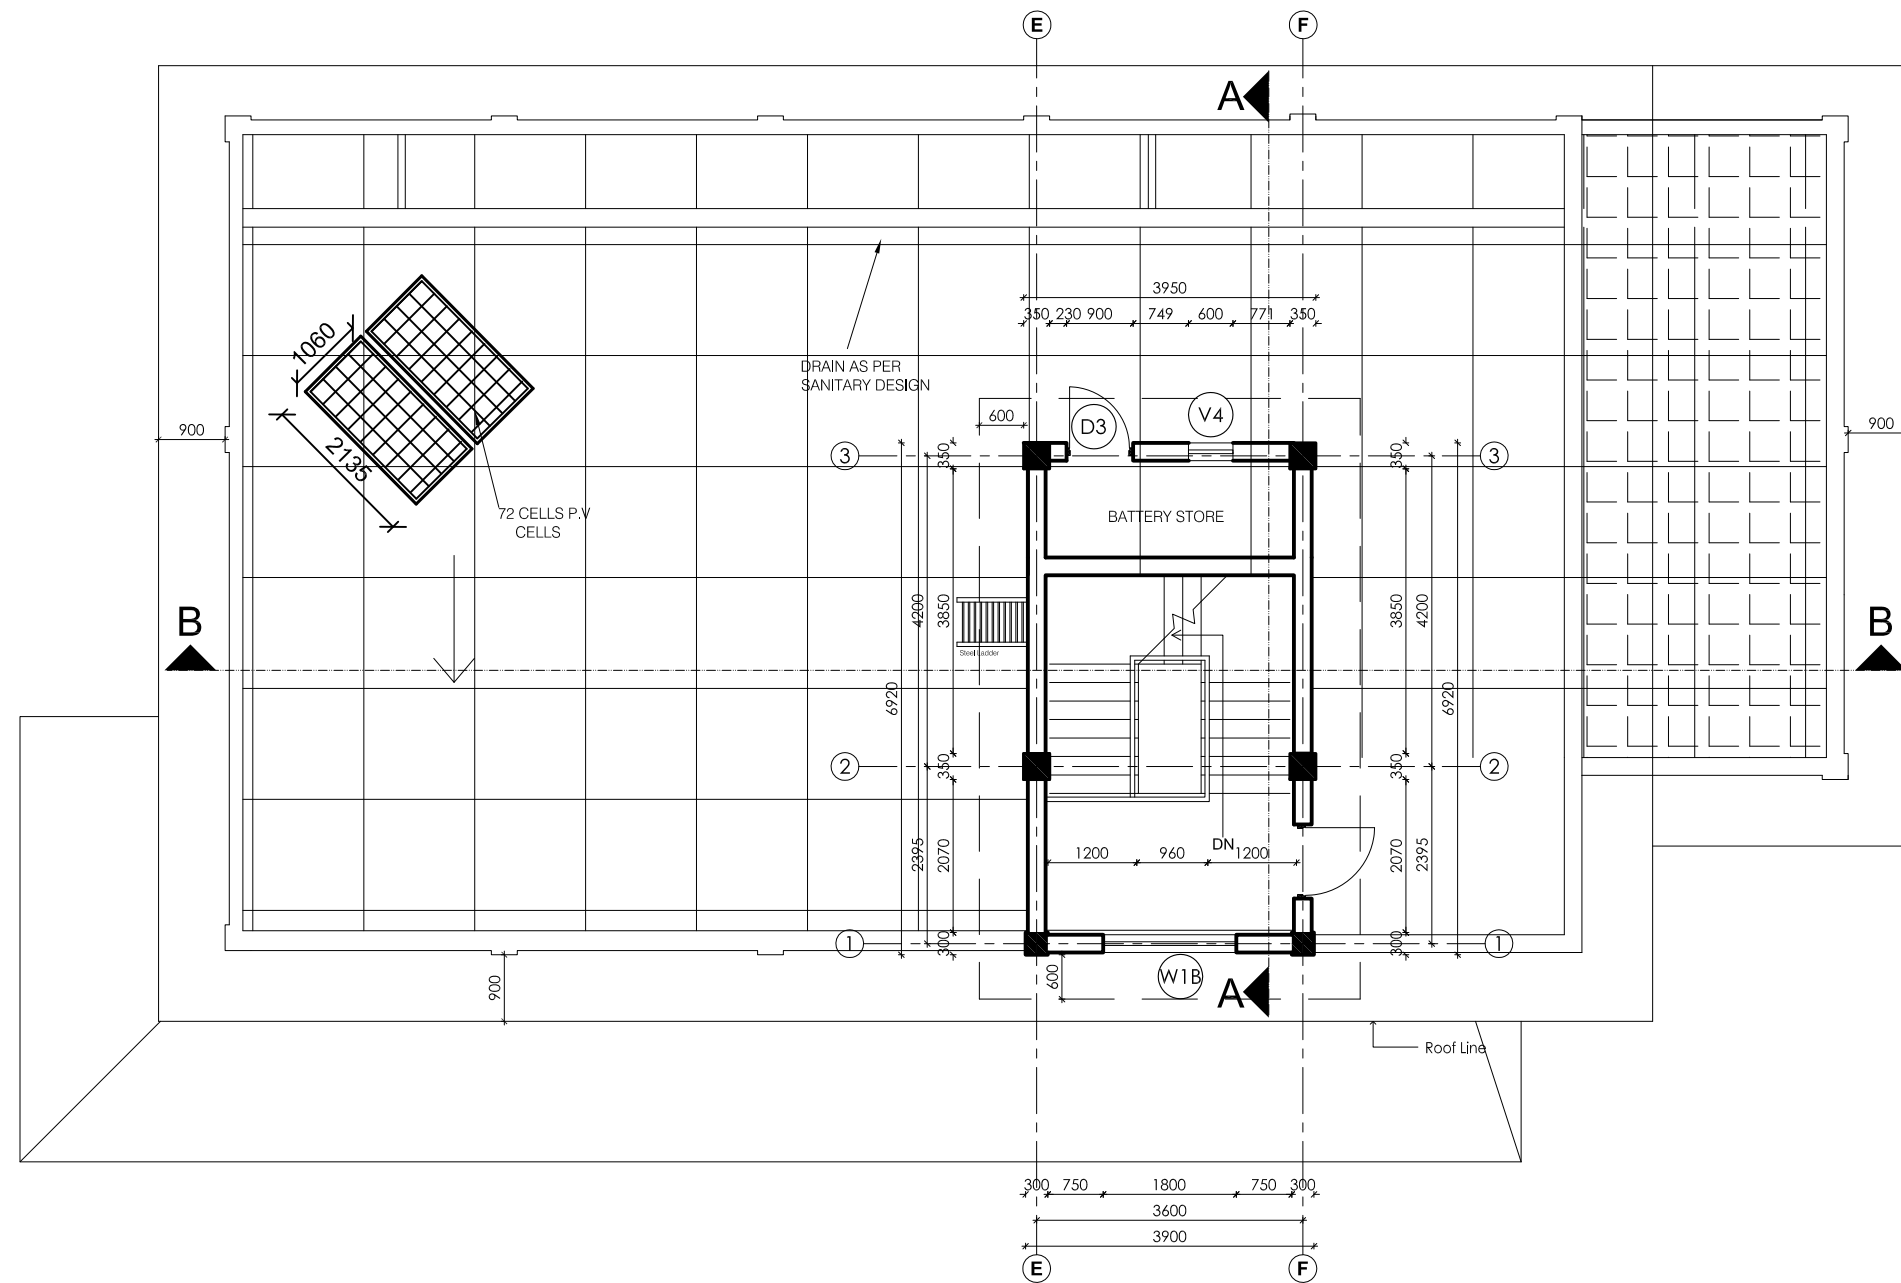 E
F
A
3950
350
230
900
749
600
771
350
1060
2135
DRAIN AS PER
SANITARY DESIGN
72 CELLS P.V
CELLS
900
900
600
D3
V4
3
3
350
350
BATTERY STORE
B
B
4200
3850
3850
4200
Steel Ladder
6920
6920
2
2
350
350
DN
1200
960
1200
2395
2070
2070
2395
1
1
300
300
900
600
W1B
A
Roof Line
300
750
1800
750
300
3600
3900
E
F